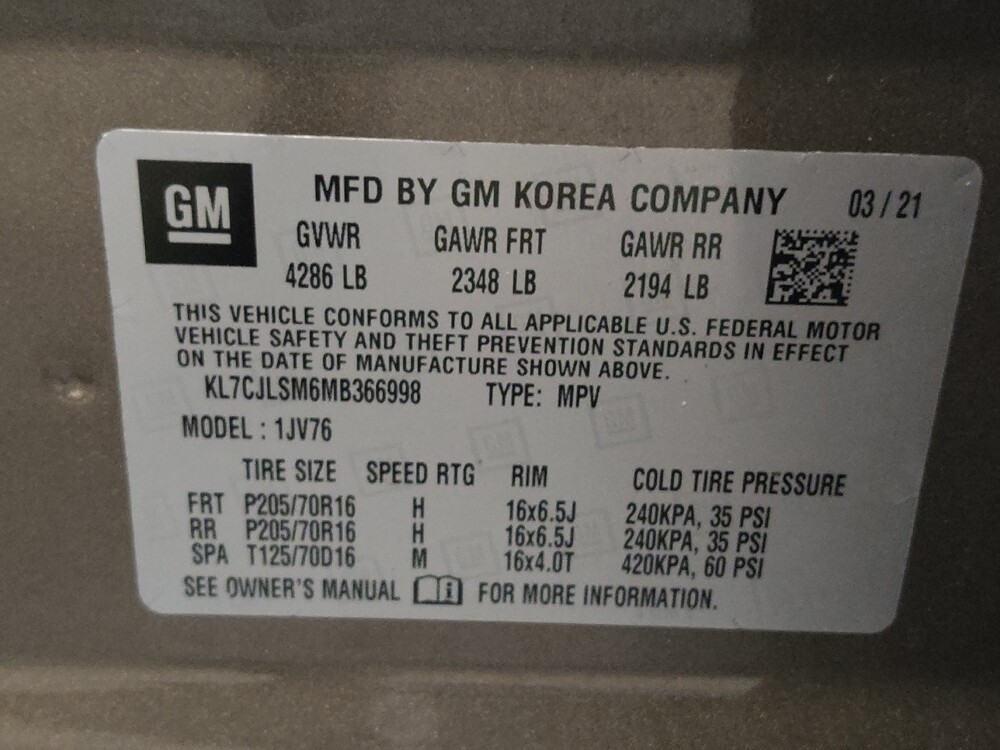 GM
MFD BY GM KOREA COMPANY 03 / 21
GVWR GAWR FRT GAWR RR
4286 LB 2348 LB 2194 LB
THIS VEHICLE CONFORMS TO ALL APPLICABLE U.S. FEDERAL MOTOR
VEHICLE SAFETY AND THEFT PREVENTION STANDARDS IN EFFECT
ON THE DATE OF MANUFACTURE SHOWN ABOVE.
KL7CJLSM6MB366998 TYPE: MPV
MODEL : 1JV76
TIRE SIZE SPEED RTG RIM COLD TIRE PRESSURE
FRT P205/70R16 H 16x6.5J 240KPA, 35 PSI
RR P205/70R16 H 16x6.5J 240KPA, 35 PSI
SPA T125/70D16 M 16x4.0T 420KPA, 60 PSI
SEE OWNER'S MANUAL i FOR MORE INFORMATION.